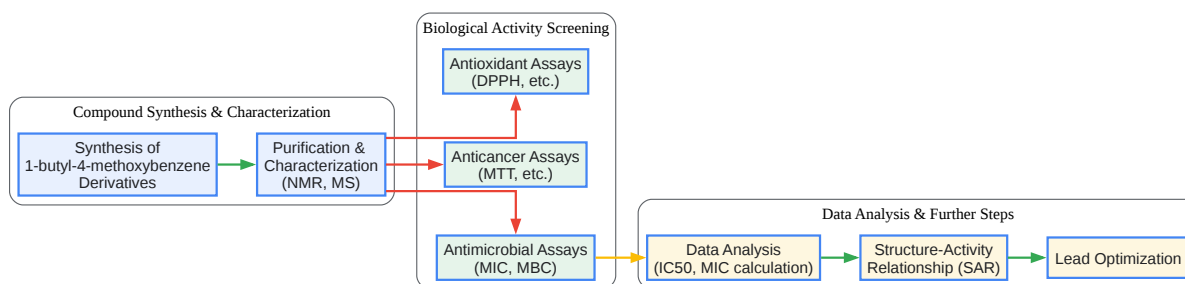 Biological Activity Screening
Antioxidant Assays
(DPPH, etc.)
Compound Synthesis & Characterization
Synthesis of
1-butyl-4-methoxybenzene
Derivatives
Purification &
Characterization
(NMR, MS)
Anticancer Assays
(MTT, etc.)
Antimicrobial Assays
(MIC, MBC)
Data Analysis & Further Steps
Data Analysis
(IC50, MIC calculation)
Structure-Activity
Relationship (SAR)
Lead Optimization